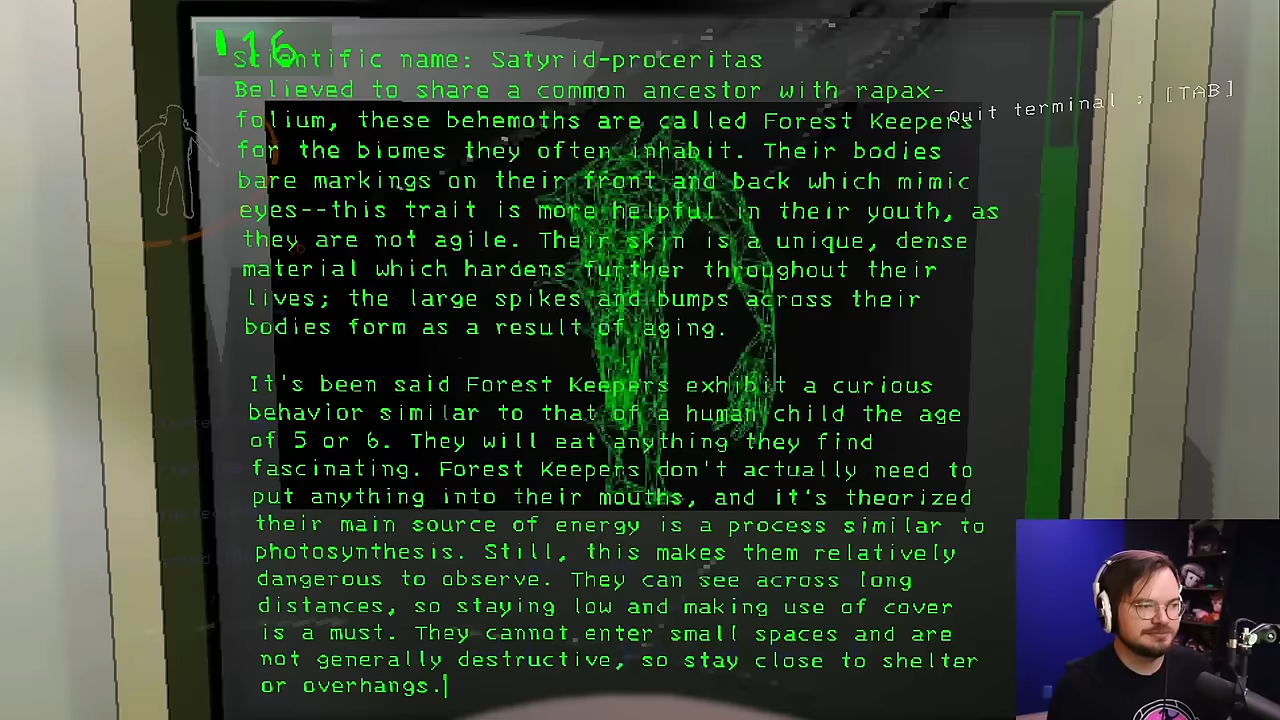 '16
Scientific name: Satyrid-proceritas
Believed to share a common ancestor with rapax-
Quit terminal : [TAB]
folium, these behemoths are called Forest Keepers
for the biomes they often inhabit. Their bodies
bare markings on their front and back which mimic
eyes--this trait is more helpful in their youth, as
they are not agile. Their skin is a unique, dense
material which hardens further throughout their
lives; the large spikes and bumps across their
bodies form as a result of aging.
It's been said Forest Keepers exhibit a curious
behavior similar to that of a human child the age
of 5 or 6. They will eat anything they find
fascinating. Forest Keepers don't actually need to
put anything into their mouths, and it's theorized
their main source of energy is a process similar to
photosynthesis. Still, this makes them relatively
dangerous to observe. They can see across long
distances, so staying low and making use of cover
is a must. They cannot enter small spaces and are
not generally destructive, so stay close to shelter
or overhangs.